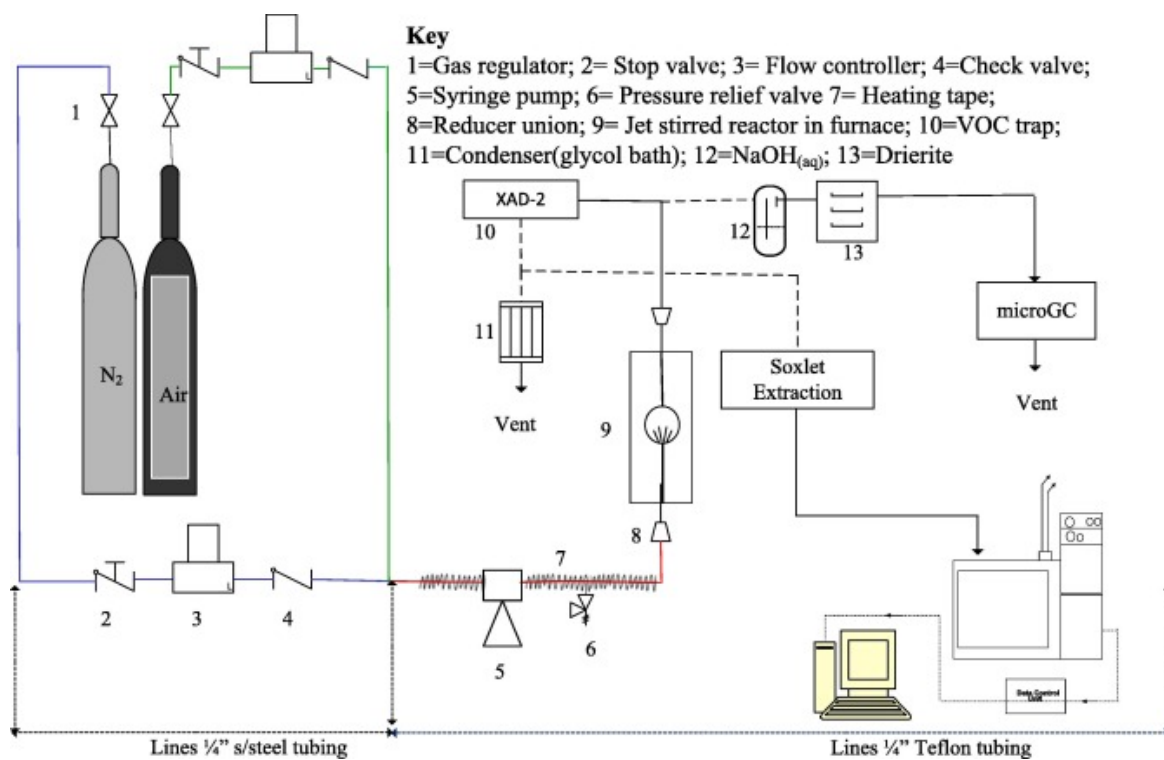 Key
1=Gas regulator; 2= Stop valve; 3= Flow controller; 4=Check valve;
5=Syringe pump; 6= Pressure relief valve 7= Heating tape;
8=Reducer union; 9= Jet stirred reactor in furnace; 10=VOC trap;
11=Condenser(glycol bath); 12=NaOH(aq); 13=Drierite
1
L
XAD-2
10
12
13
microGC
Vent
N2
Air
11
Vent
Soxlet
Extraction
9
8
7
L
2
3
4
5
6
Data Control
Unit
Lines ¼” s/steel tubing
Lines ¼” Teflon tubing